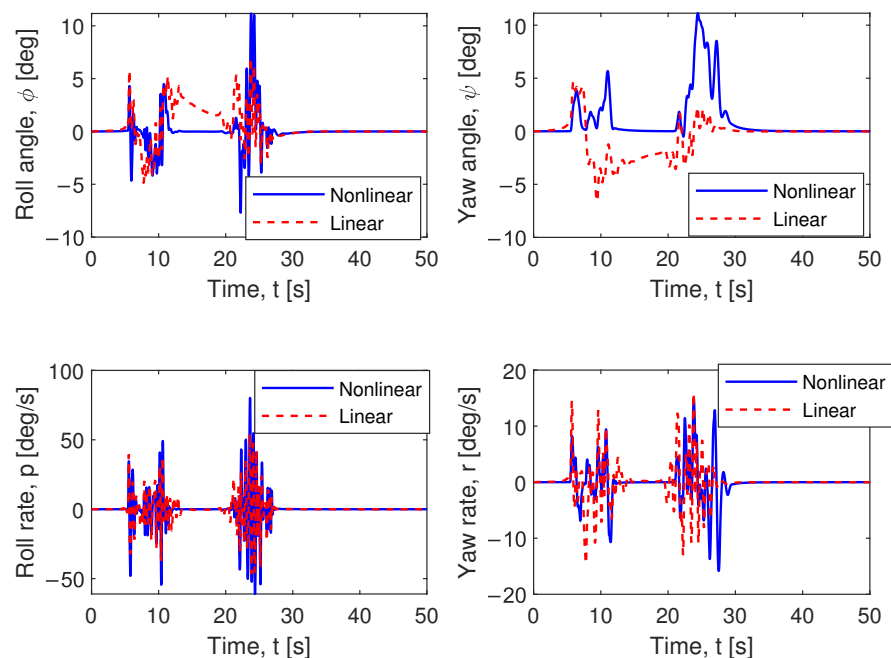 Roll angle, ϕ [deg]
10
5
0
−5
−10
0 10 20 30 40 50
Time, t [s]
Nonlinear
Linear
Yaw angle, ψ [deg]
10
5
0
−5
−10
0 10 20 30 40 50
Time, t [s]
Nonlinear
Linear
Roll rate, p [deg/s]
100
50
0
−50
0 10 20 30 40 50
Time, t [s]
Nonlinear
Linear
Yaw rate, r [deg/s]
20
10
0
−10
−20
0 10 20 30 40 50
Time, t [s]
Nonlinear
Linear